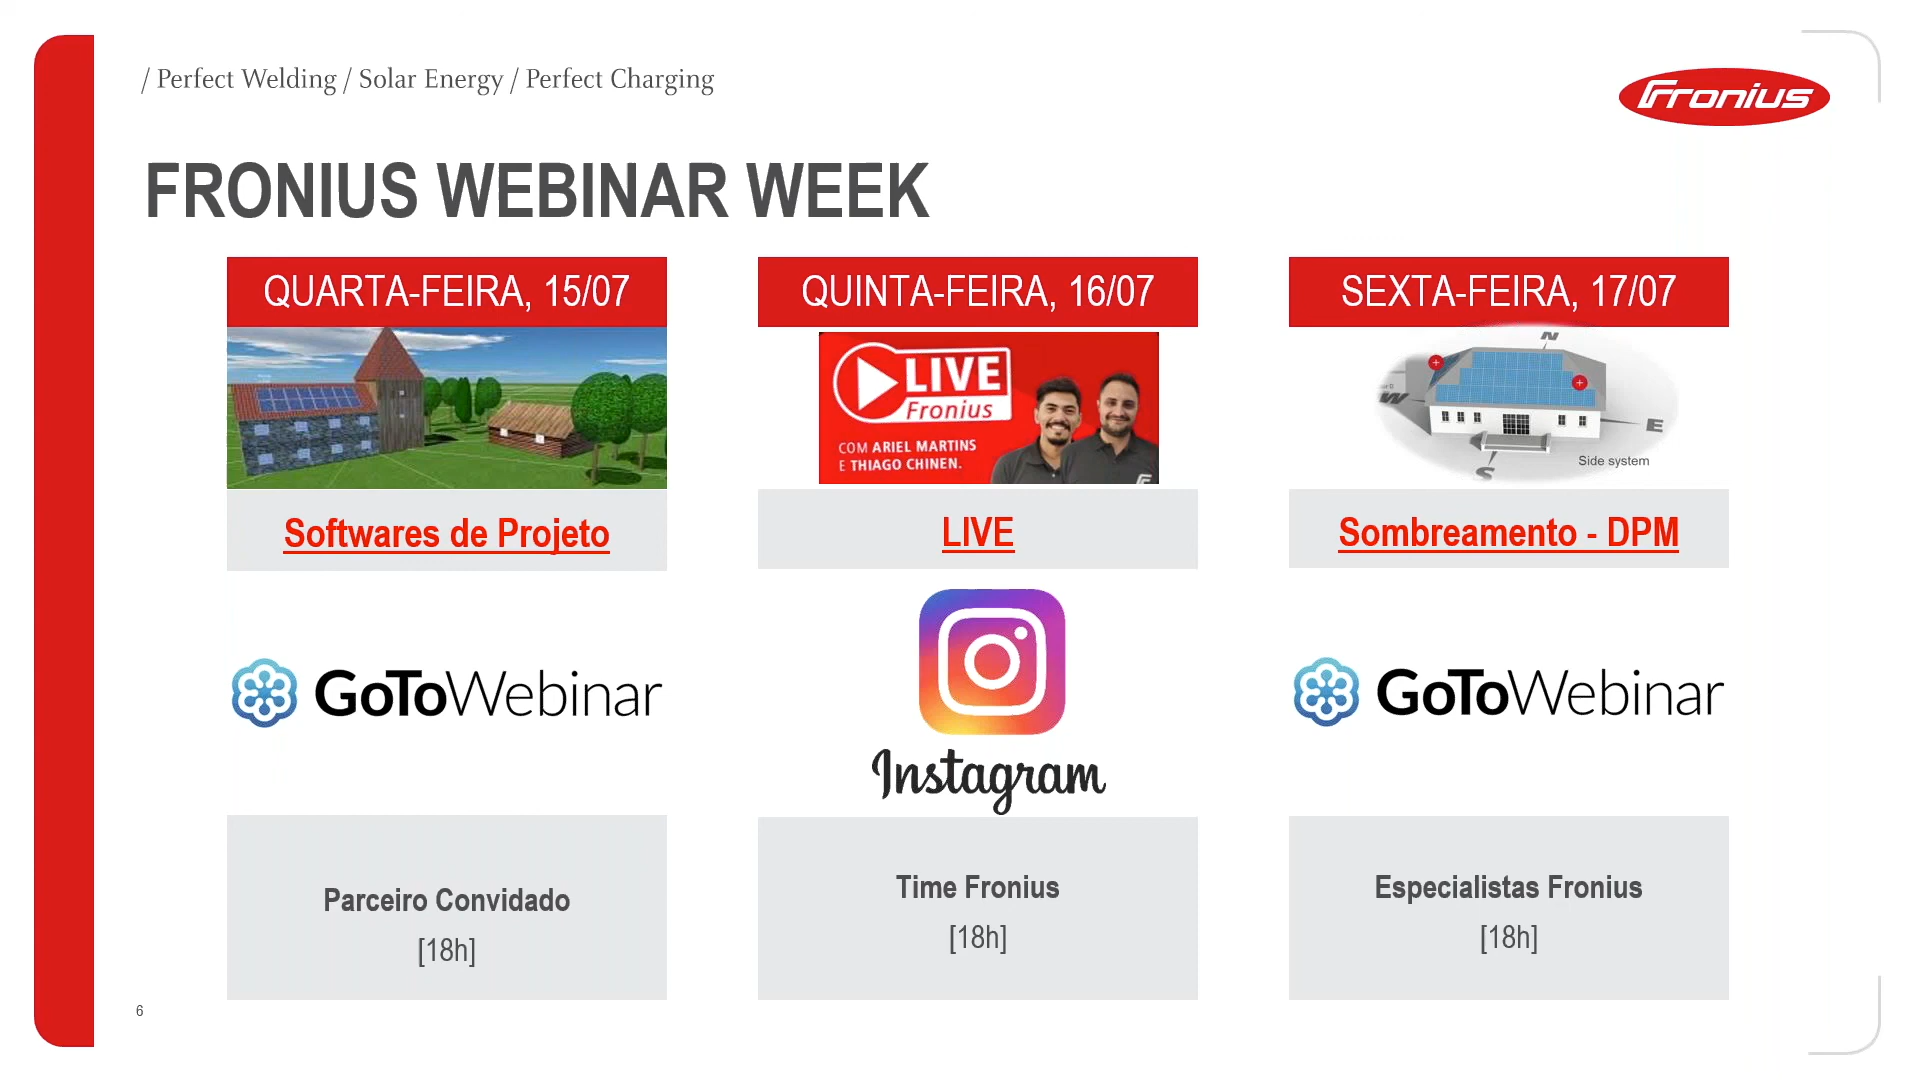 / Perfect Welding / Solar Energy / Perfect Charging
Fronius
FRONIUS WEBINAR WEEK
QUARTA-FEIRA, 15/07
QUINTA-FEIRA, 16/07
SEXTA-FEIRA, 17/07
LIVE
Fronius
COM ARIEL MARTINS
E THIAGO CHINEN.
N
W
E
S
Side system
Softwares de Projeto
LIVE
Sombreamento - DPM
GoToWebinar
Instagram
GoToWebinar
Parceiro Convidado
[18h]
Time Fronius
[18h]
Especialistas Fronius
[18h]
6